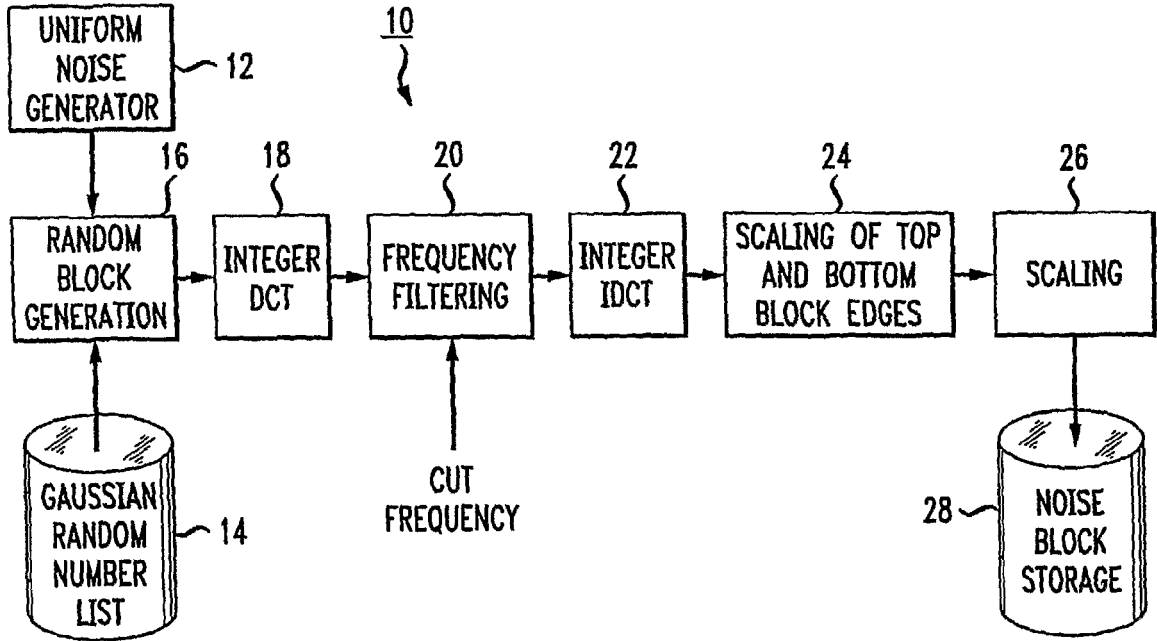 UNIFORM
NOISE
GENERATOR
12
10
16
RANDOM
BLOCK
GENERATION
18
INTEGER
DCT
20
FREQUENCY
FILTERING
22
INTEGER
IDCT
24
SCALING OF TOP
AND BOTTOM
BLOCK EDGES
26
SCALING
GAUSSIAN
RANDOM
NUMBER
LIST
14
CUT
FREQUENCY
28
NOISE
BLOCK
STORAGE